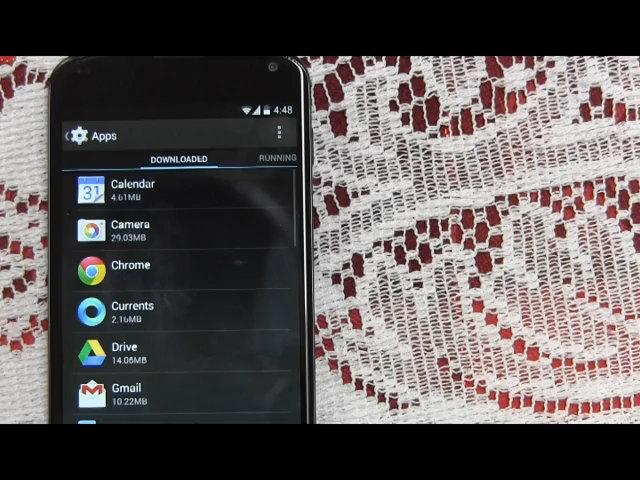 4:48
Apps
DOWNLOADED RUNNING
31 Calendar
4.61MB
Camera
29.03MB
Chrome
Currents
2.16MB
Drive
14.06MB
Gmail
10.22MB